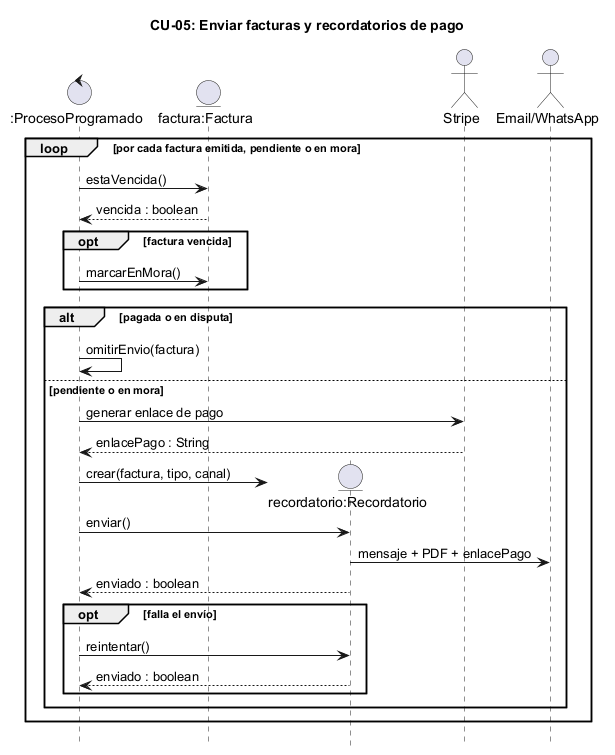 CU-05: Enviar facturas y recordatorios de pago
:ProcesoProgramado
factura:Factura
Stripe
Email/WhatsApp
loop [por cada factura emitida, pendiente o en mora]
estaVencida()
vencida : boolean
opt [factura vencida]
marcarEnMora()
alt [pagada o en disputa]
omitirEnvio(factura)
[pendiente o en mora]
generar enlace de pago
enlacePago : String
crear(factura, tipo, canal)
recordatorio:Recordatorio
enviar()
mensaje + PDF + enlacePago
enviado : boolean
opt [falla el envío]
reintentar()
enviado : boolean